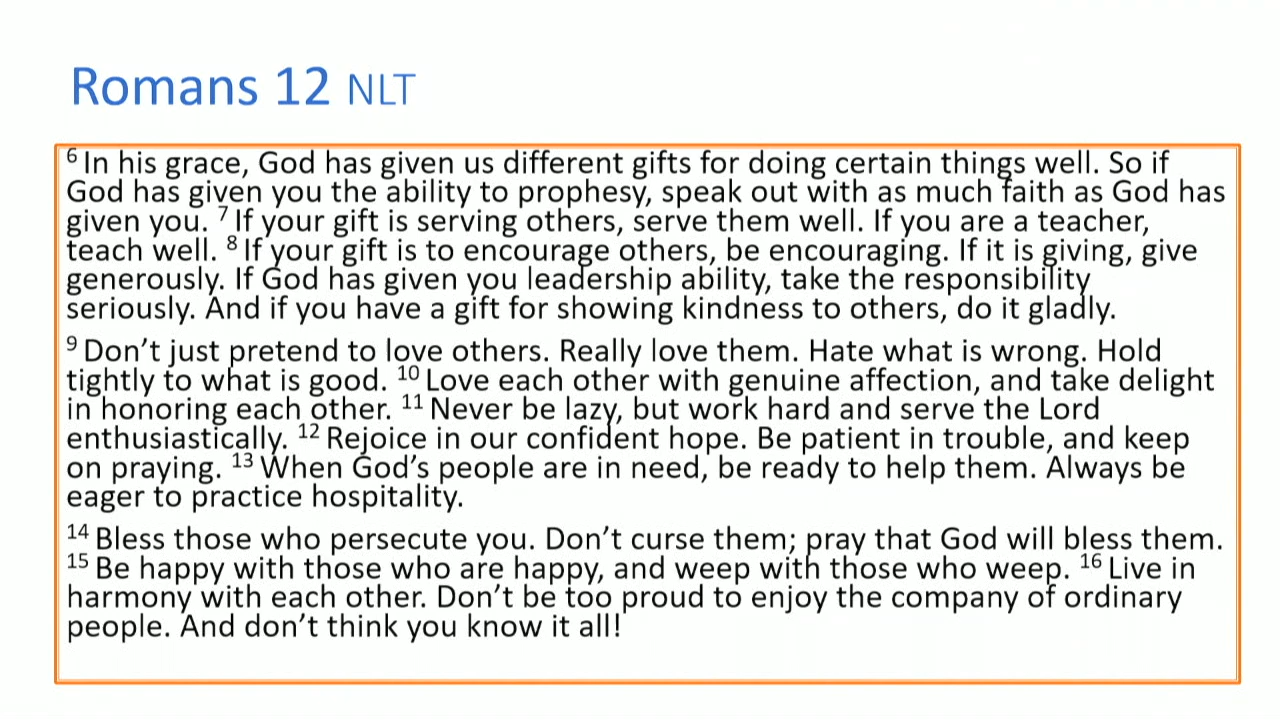 Romans 12 NLT
6 In his grace, God has given us different gifts for doing certain things well. So if
God has given you the ability to prophesy, speak out with as much faith as God has
given you. 7 If your gift is serving others, serve them well. If you are a teacher,
teach well. 8 If your gift is to encourage others, be encouraging. If it is giving, give
generously. If God has given you leadership ability, take the responsibility
seriously. And if you have a gift for showing kindness to others, do it gladly.
9 Don’t just pretend to love others. Really love them. Hate what is wrong. Hold
tightly to what is good. 10 Love each other with genuine affection, and take delight
in honoring each other. 11 Never be lazy, but work hard and serve the Lord
enthusiastically. 12 Rejoice in our confident hope. Be patient in trouble, and keep
on praying. 13 When God’s people are in need, be ready to help them. Always be
eager to practice hospitality.
14 Bless those who persecute you. Don’t curse them; pray that God will bless them.
15 Be happy with those who are happy, and weep with those who weep. 16 Live in
harmony with each other. Don’t be too proud to enjoy the company of ordinary
people. And don’t think you know it all!